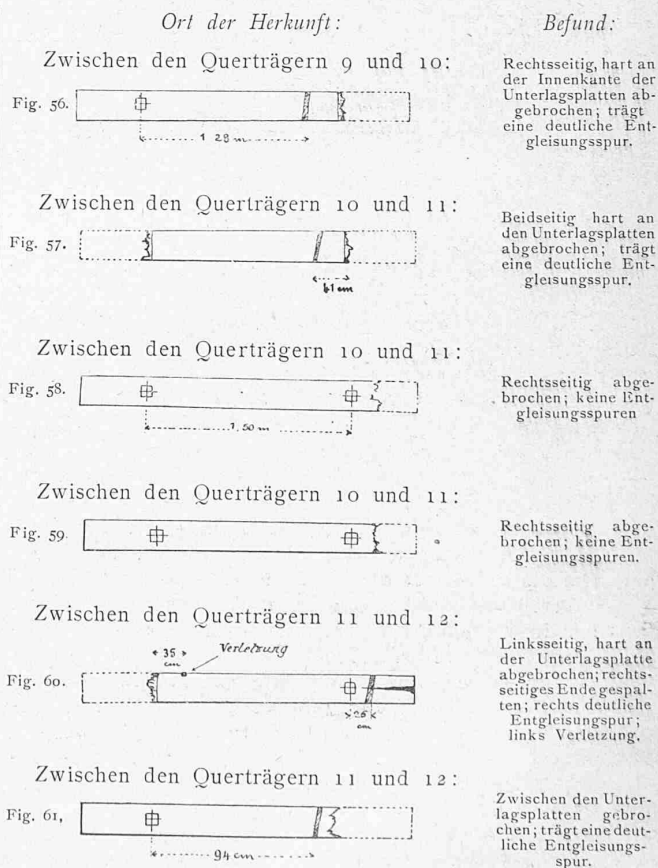 Ort der Herkunft:
Befund:
Zwischen den Querträgern 9 und 10:
Fig. 56.
1 28 m
Rechtsseitig, hart an
der Innenkante der
Unterlagsplatten ab-
gebrochen; trägt
eine deutliche Ent-
gleisungsspur.
Zwischen den Querträgern 10 und 11:
Fig. 57.
41 cm
Beidseitig hart an
den Unterlagsplatten
abgebrochen; trägt
eine deutliche Ent-
gleisungsspur.
Zwischen den Querträgern 10 und 11:
Fig. 58.
1,50 m
Rechtsseitig abge-
brochen; keine Ent-
gleisungsspuren
Zwischen den Querträgern 10 und 11:
Fig. 59.
Rechtsseitig abge-
brochen; keine Ent-
gleisungsspuren.
Zwischen den Querträgern 11 und 12:
35
cm
Verletzung
Fig. 60.
26
cm
Linksseitig, hart an
der Unterlagsplatte
abgebrochen; rechts-
seitiges Ende gespal-
ten; rechts deutliche
Entgleisungspur;
links Verletzung.
Zwischen den Querträgern 11 und 12:
Fig. 61,
94 cm
Zwischen den Unter-
lagsplatten gebro-
chen; trägt eine deut-
liche Entgleisungs-
spur.